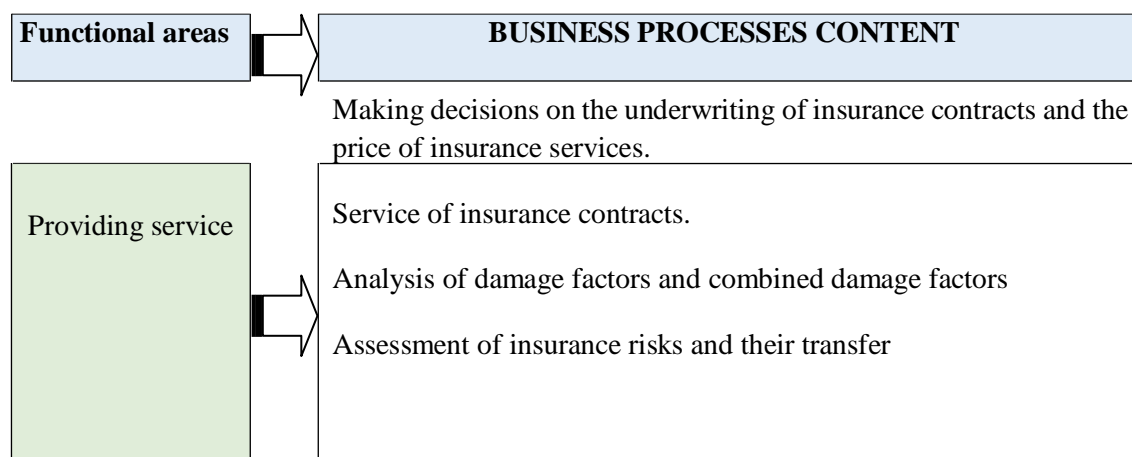 Functional areas
BUSINESS PROCESSES CONTENT
Making decisions on the underwriting of insurance contracts and the
price of insurance services.
Providing service
Service of insurance contracts.
Analysis of damage factors and combined damage factors
Assessment of insurance risks and their transfer